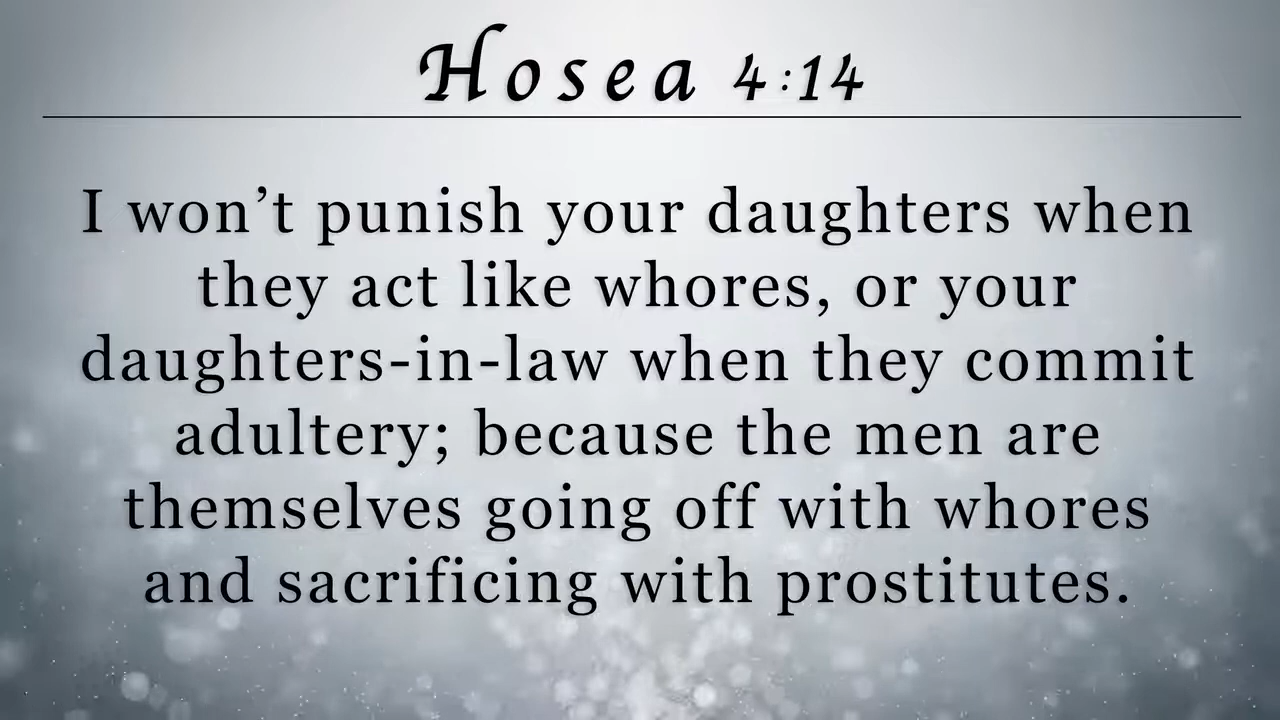 Hosea 4:14
I won’t punish your daughters when
they act like whores, or your
daughters-in-law when they commit
adultery; because the men are
themselves going off with whores
and sacrificing with prostitutes.